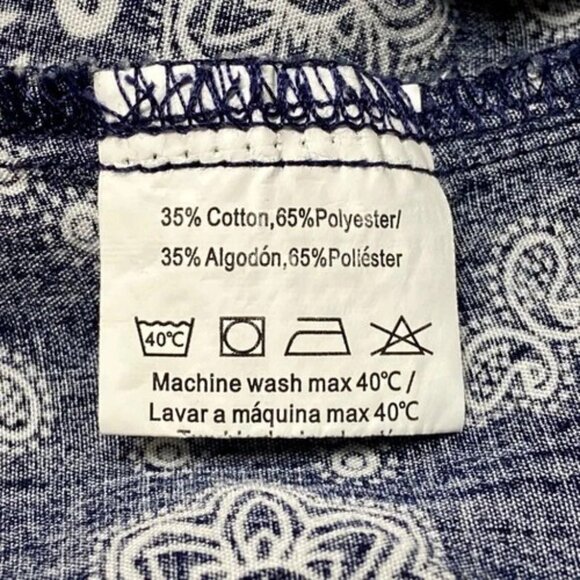 35% Cotton,65%Polyester/
35% Algodón,65%Poliéster
40℃
Machine wash max 40℃ /
Lavar a máquina max 40℃